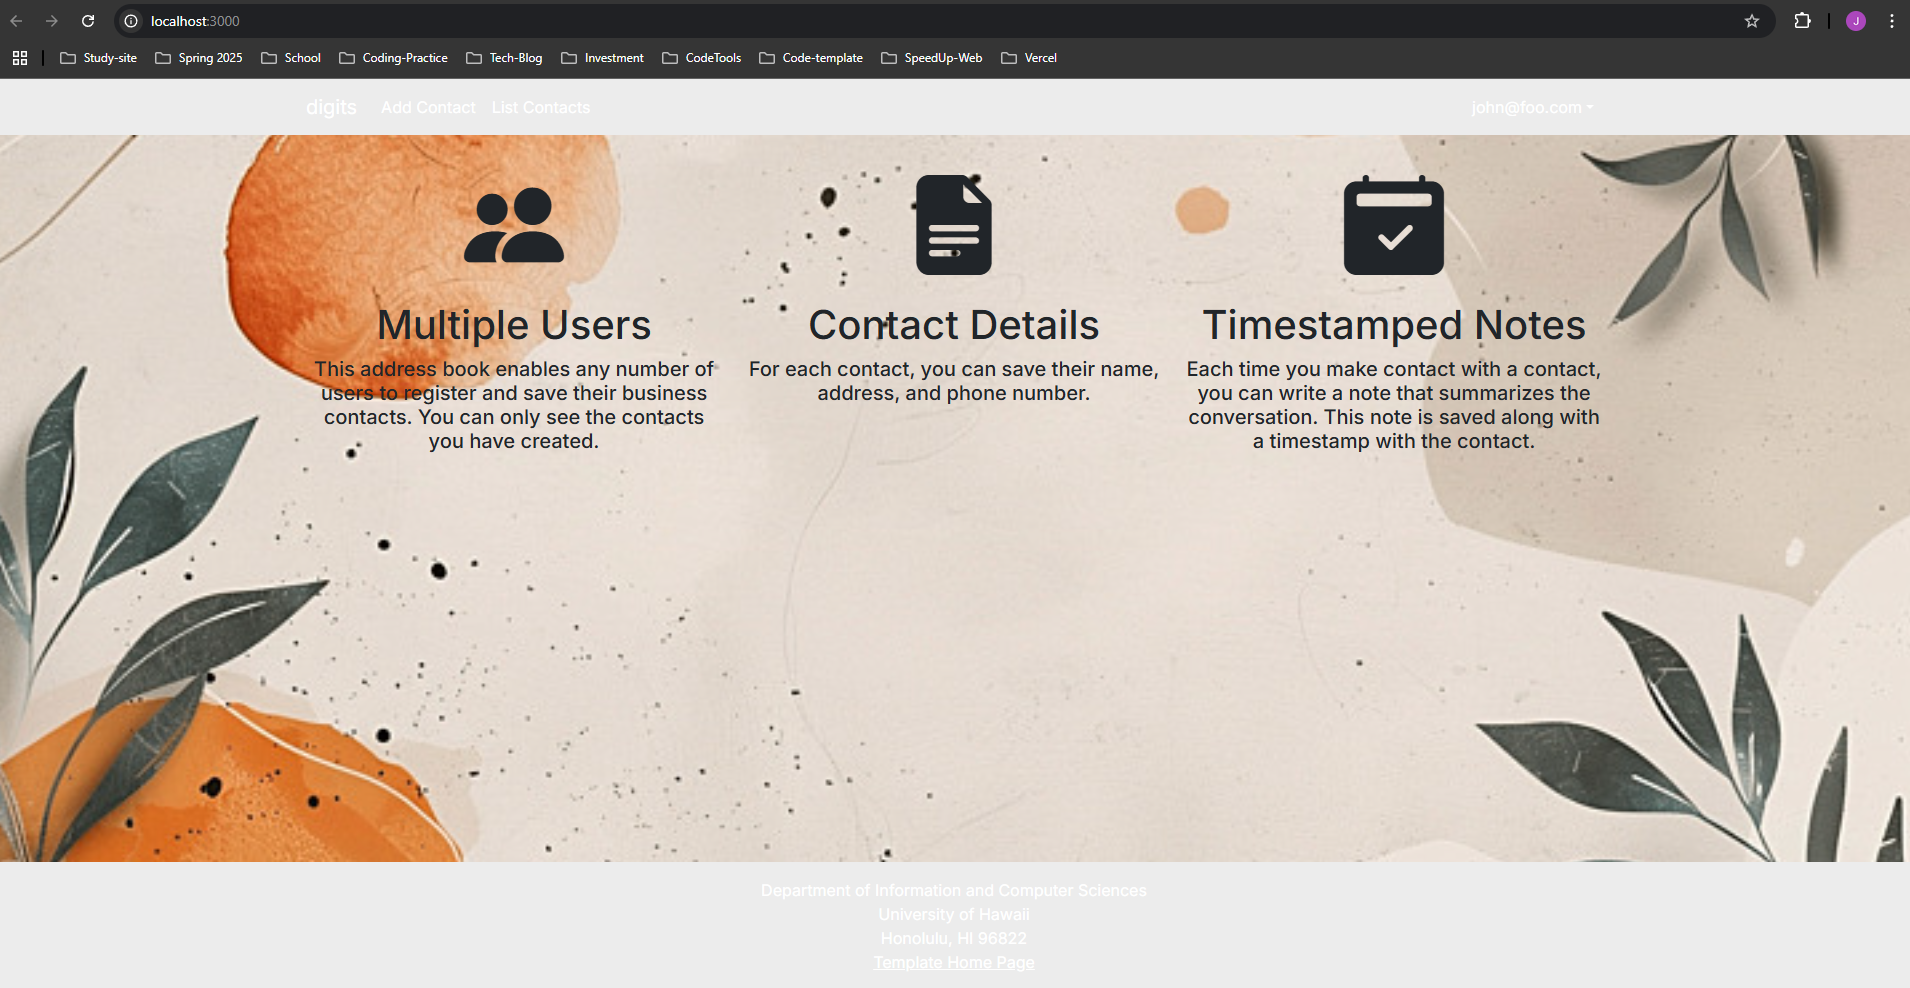 localhost:3000
J
Study-site
Spring 2025
School
Coding-Practice
Tech-Blog
Investment
CodeTools
Code-template
SpeedUp-Web
Vercel
digits
Add Contact
List Contacts
john@foo.com
Multiple Users
This address book enables any number of
users to register and save their business
contacts. You can only see the contacts
you have created.
Contact Details
For each contact, you can save their name,
address, and phone number.
Timestamped Notes
Each time you make contact with a contact,
you can write a note that summarizes the
conversation. This note is saved along with
a timestamp with the contact.
Department of Information and Computer Sciences
University of Hawaii
Honolulu, HI 96822
Template Home Page